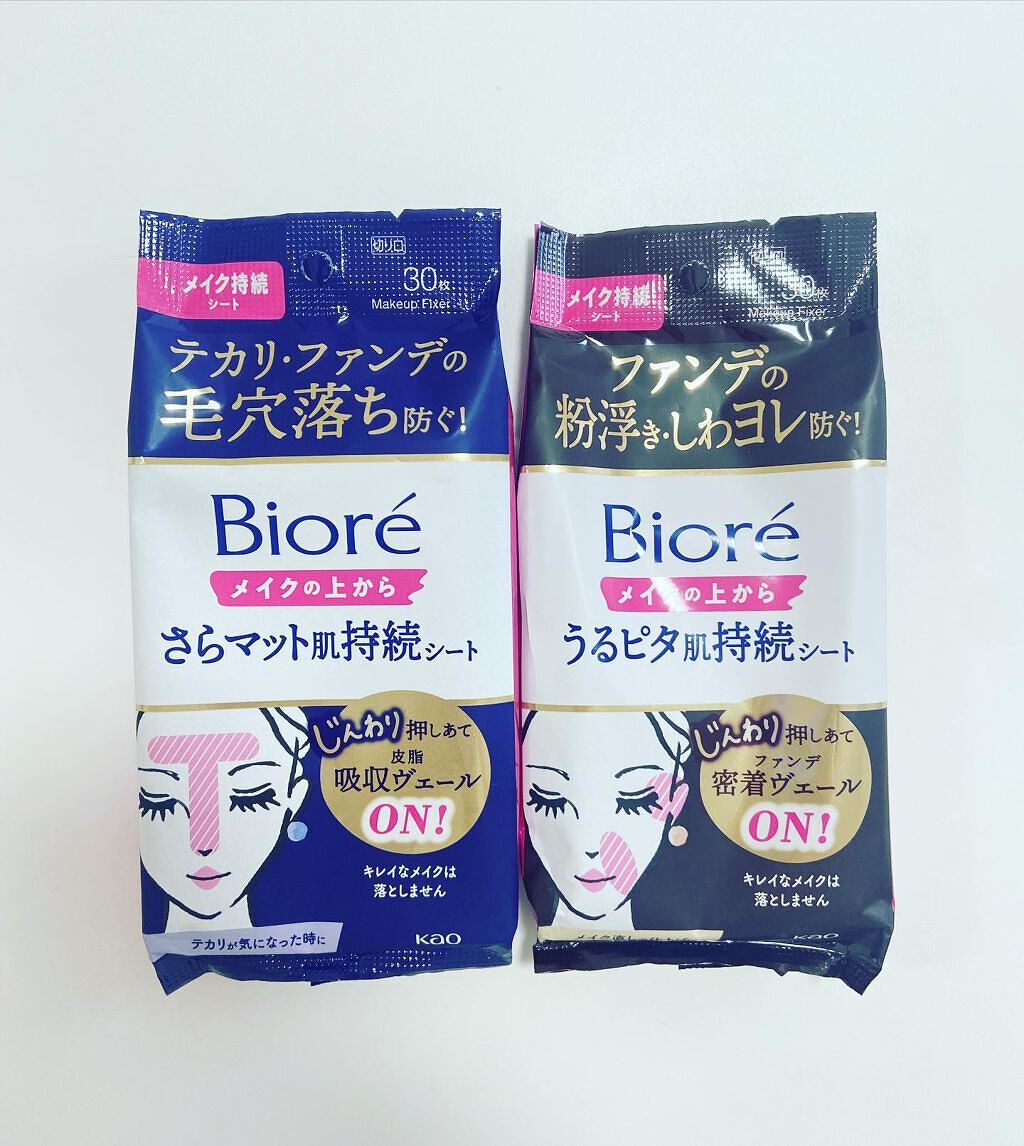 切り口
メイク持続
シート
30枚
Makeup Fixer
テカリ・ファンデの
毛穴落ち防ぐ!
Bioré
メイクの上から
さらマット肌持続シート
じんわり押しあて
皮脂
吸収ヴェール
ON!
キレイなメイクは
落としません
テカリが気になった時に
Kao
切り口
メイク持続
シート
30枚
Makeup Fixer
ファンデの
粉浮き・しわヨレ防ぐ!
Bioré
メイクの上から
うるピタ肌持続シート
じんわり押しあて
ファンデ
密着ヴェール
ON!
キレイなメイクは
落としません
Kao